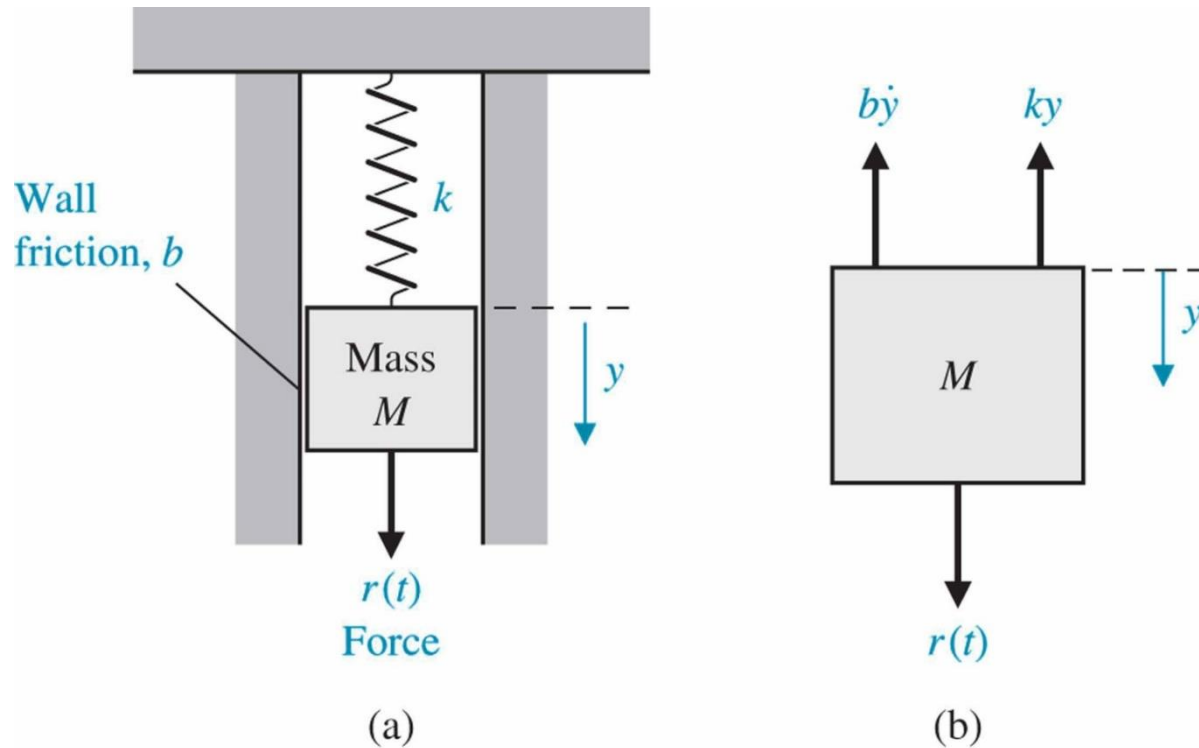 Wall
friction, b
k
Mass
M
y
r(t)
Force
(a)
bẏ
ky
M
y
r(t)
(b)